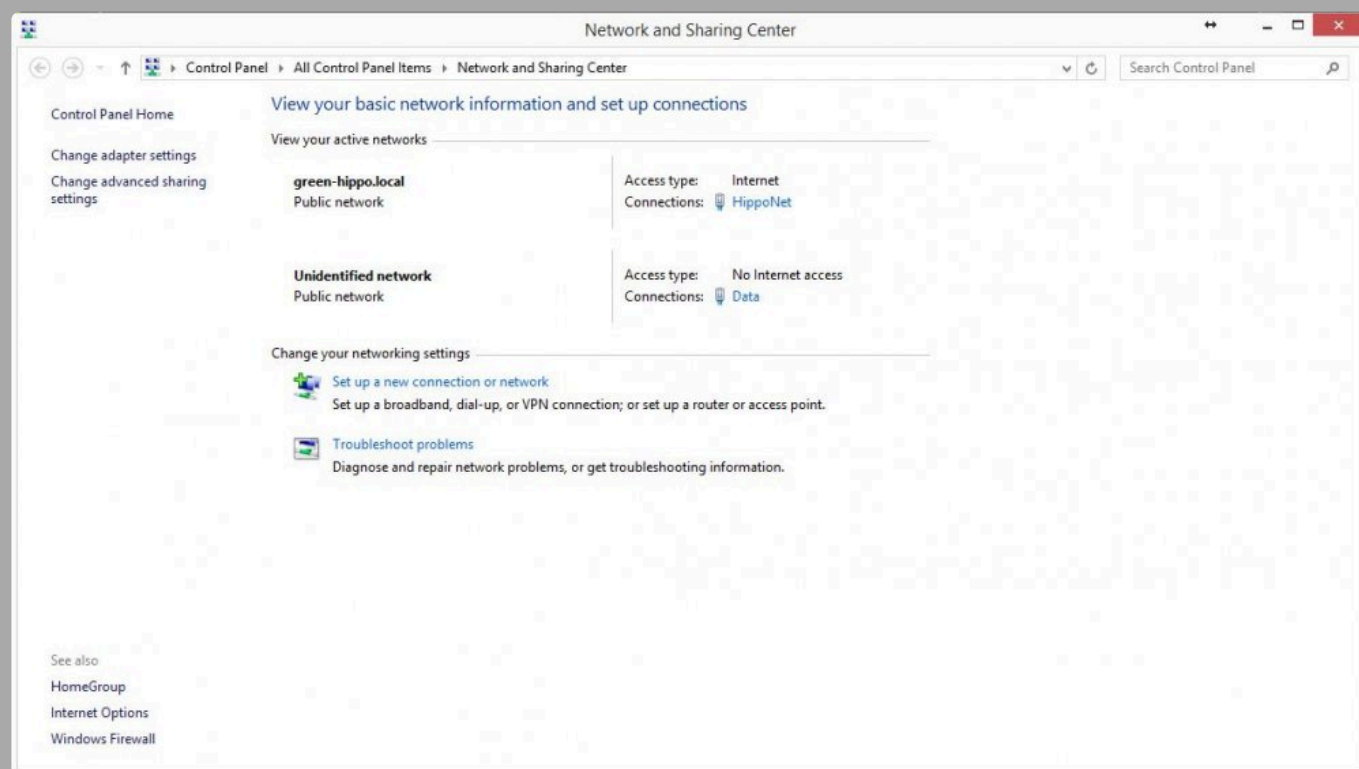 Network and Sharing Center
Control Panel Home
Change adapter settings
Change advanced sharing
settings
See also
HomeGroup
Internet Options
Windows Firewall
Control Panel All Control Panel Items Network and Sharing Center
Search Control Panel
View your basic network information and set up connections
View your active networks
green-hippo.local
Public network
Access type: Internet
Connections: HippoNet
Unidentified network
Public network
Access type: No Internet access
Connections: Data
Change your networking settings
Set up a new connection or network
Set up a broadband, dial-up, or VPN connection; or set up a router or access point.
Troubleshoot problems
Diagnose and repair network problems, or get troubleshooting information.